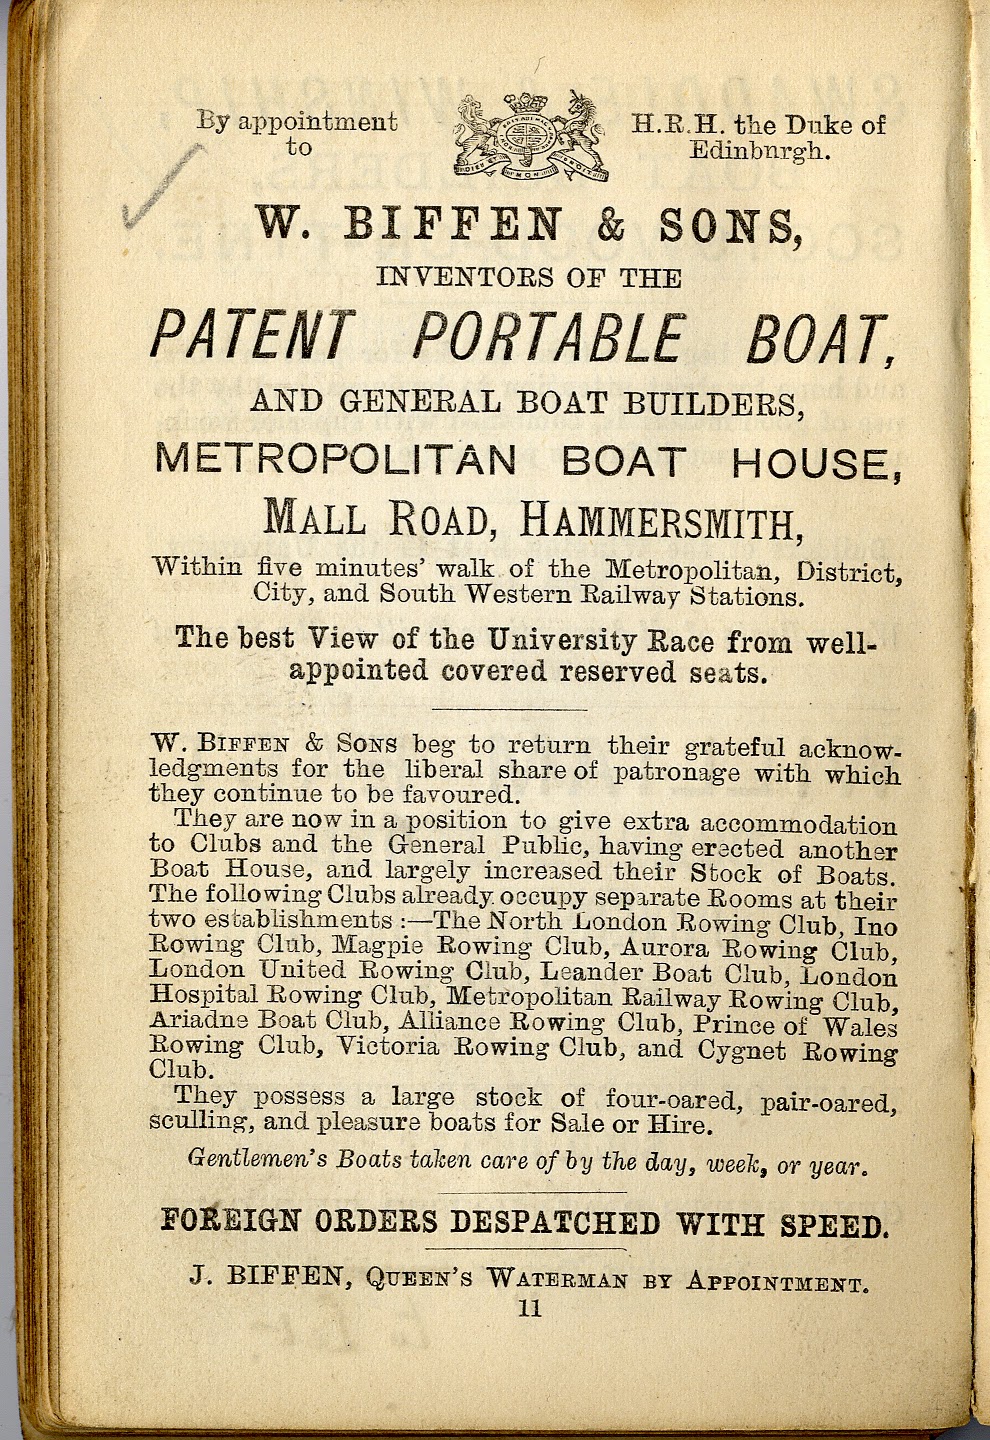 By appointment to
H.R.H. the Duke of Edinburgh.
DIEU ET MON DROIT
W. BIFFEN & SONS,
INVENTORS OF THE
PATENT PORTABLE BOAT,
AND GENERAL BOAT BUILDERS,
METROPOLITAN BOAT HOUSE,
MALL ROAD, HAMMERSMITH,
Within five minutes' walk of the Metropolitan, District,
City, and South Western Railway Stations.
The best View of the University Race from well-
appointed covered reserved seats.
W. BIFFEN & SONS beg to return their grateful acknow-
ledgments for the liberal share of patronage with which
they continue to be favoured.
They are now in a position to give extra accommodation
to Clubs and the General Public, having erected another
Boat House, and largely increased their Stock of Boats.
The following Clubs already occupy separate Rooms at their
two establishments :—The North London Rowing Club, Ino
Rowing Club, Magpie Rowing Club, Aurora Rowing Club,
London United Rowing Club, Leander Boat Club, London
Hospital Rowing Club, Metropolitan Railway Rowing Club,
Ariadne Boat Club, Alliance Rowing Club, Prince of Wales
Rowing Club, Victoria Rowing Club, and Cygnet Rowing
Club.
They possess a large stock of four-oared, pair-oared,
sculling, and pleasure boats for Sale or Hire.
Gentlemen's Boats taken care of by the day, week, or year.
FOREIGN ORDERS DESPATCHED WITH SPEED.
J. BIFFEN, QUEEN'S WATERMAN BY APPOINTMENT.
11